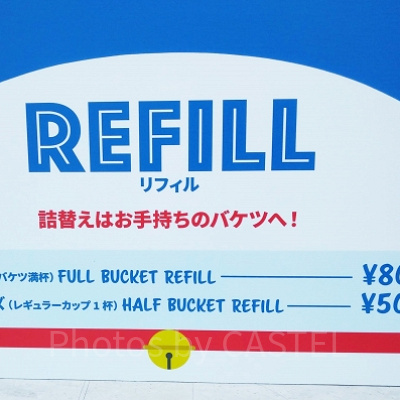 REFILL
リフィル
詰替えはお手持ちのバケツへ！
バケツ満杯) FULL BUCKET REFILL ¥80
(レギュラーカップ1杯) HALF BUCKET REFILL ¥50
Photos by CASTEL